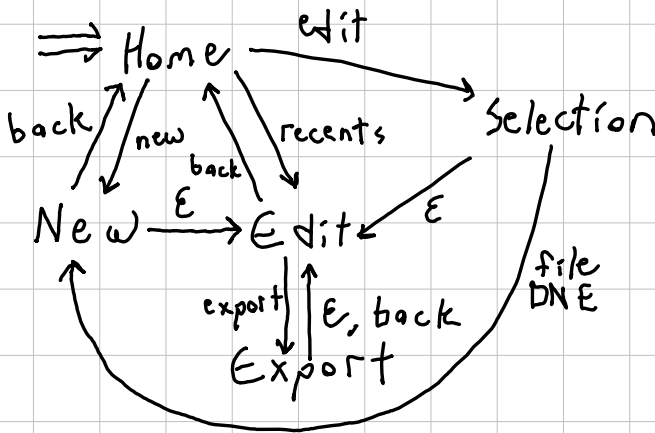 edit
Home
back
new
recents
Selection
back
ε
New
Edit
ε
file
DNE
export
ε, back
Export